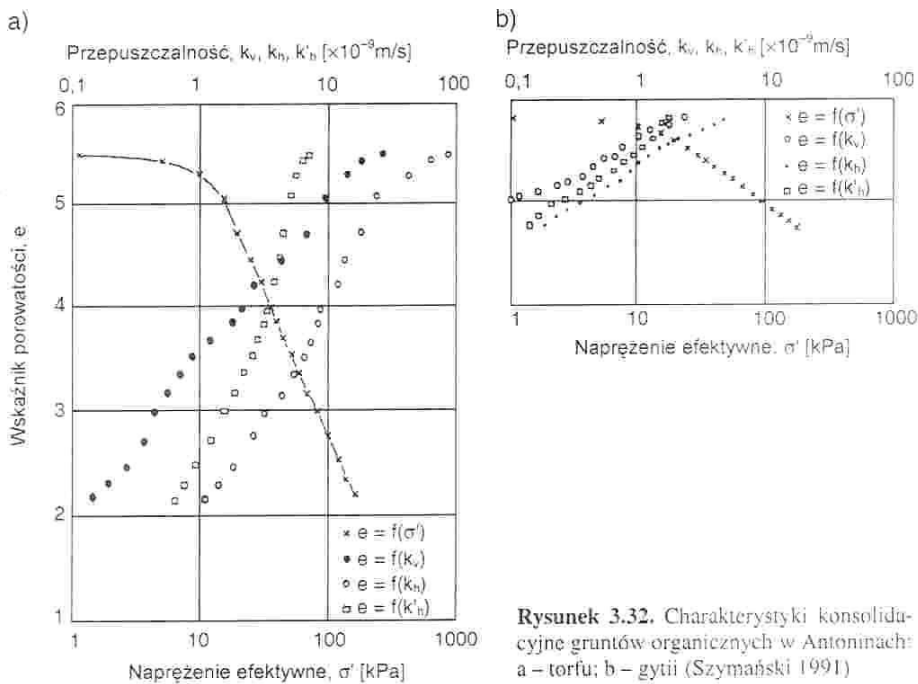 a)
Przepuszczalność, kv, kh, k'h [×10⁻⁹m/s]
0,1 1 10 100
6
5
4
3
2
1
Wskaźnik porowatości, e
× e = f(σ')
● e = f(kv)
○ e = f(kh)
□ e = f(k'h)
1 10 100 1000
Naprężenie efektywne, σ' [kPa]
b)
Przepuszczalność, kv, kh, k'h [×10⁻⁹m/s]
0,1 1 10 100
× e = f(σ')
○ e = f(kv)
• e = f(kh)
□ e = f(k'h)
1 10 100 1000
Naprężenie efektywne, σ' [kPa]
Rysunek 3.32. Charakterystyki konsolida-
cyjne gruntów organicznych w Antoninach:
a – torfu; b – gytii (Szymański 1991)